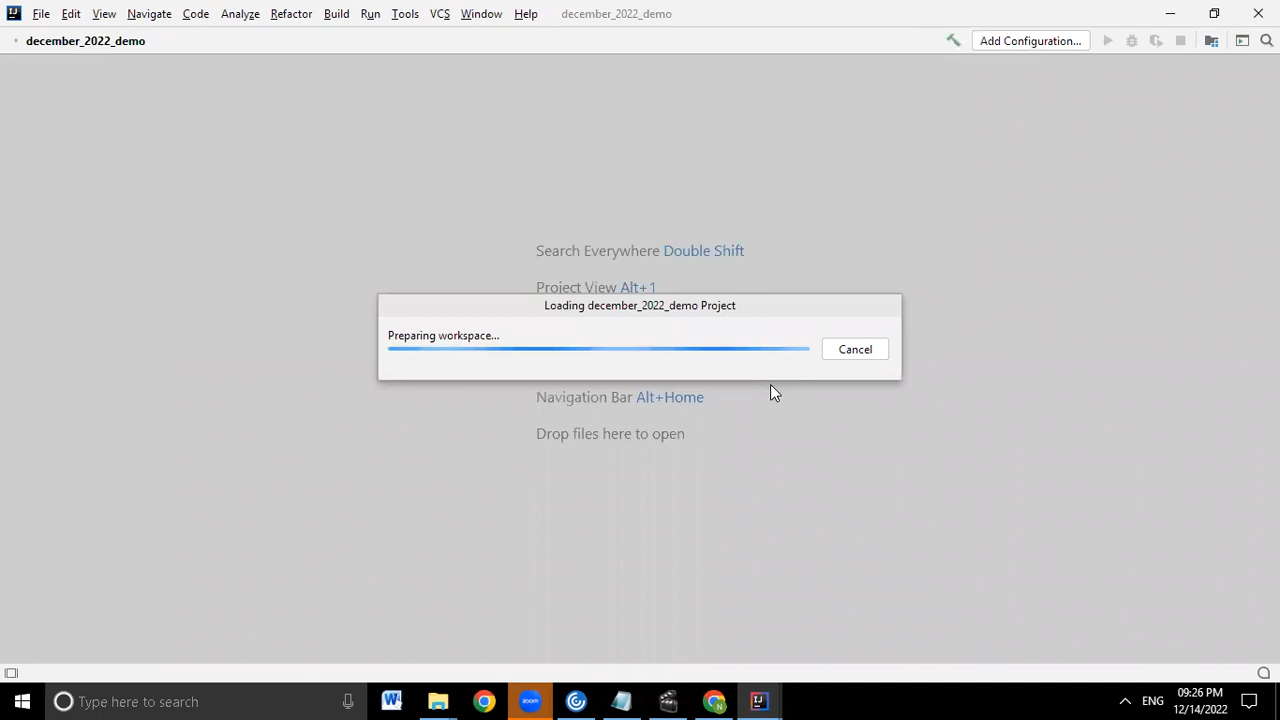 File Edit View Navigate Code Analyze Refactor Build Run Tools VCS Window Help december_2022_demo
december_2022_demo Add Configuration...
Search Everywhere Double Shift
Project View Alt+1
Loading december_2022_demo Project
Preparing workspace...
Cancel
Navigation Bar Alt+Home
Drop files here to open
Type here to search
zoom
N
ENG
09:26 PM
12/14/2022